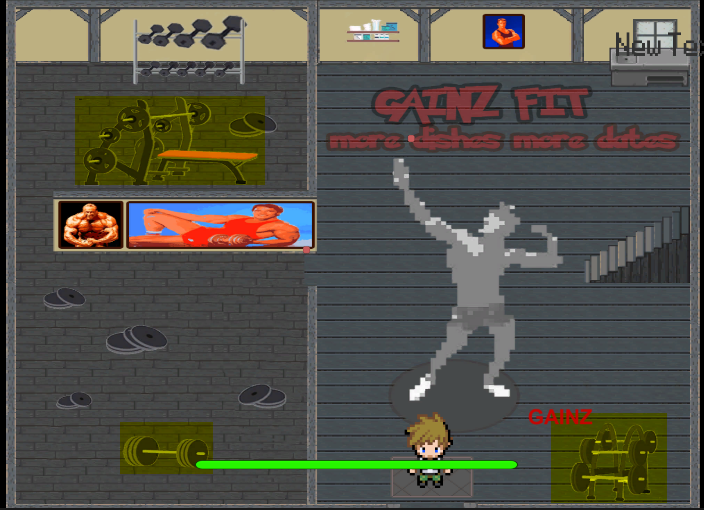 New Tex
GAINZ FIT
more dishes more dates
GAINZ